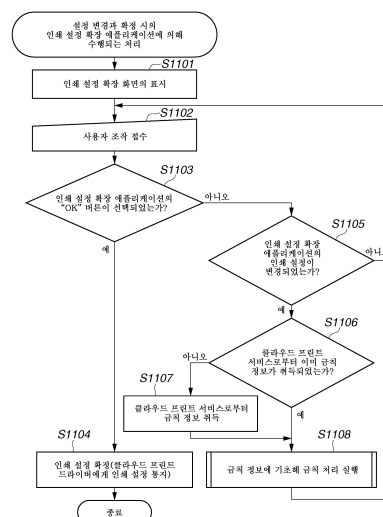 설정 변경과 확정 시의
인쇄 설정 확장 애플리케이션에 의해
수행되는 처리
S1101
인쇄 설정 확장 화면의 표시
S1102
사용자 조작 접수
S1103
인쇄 설정 확장 애플리케이션의
“OK” 버튼이 선택되었는가?
아니오
예
S1105
인쇄 설정 확장
애플리케이션의
인쇄 설정이
변경되었는가?
아니
예
S1106
클라우드 프린트
서비스로부터 이미 금칙
정보가 취득되었는가?
아니오
예
S1107
클라우드 프린트 서비스로부터
금칙 정보 취득
S1104
인쇄 설정 확정(클라우드 프린트
드라이버에게 인쇄 설정 통지)
S1108
금칙 정보에 기초해 금칙 처리 실행
종료